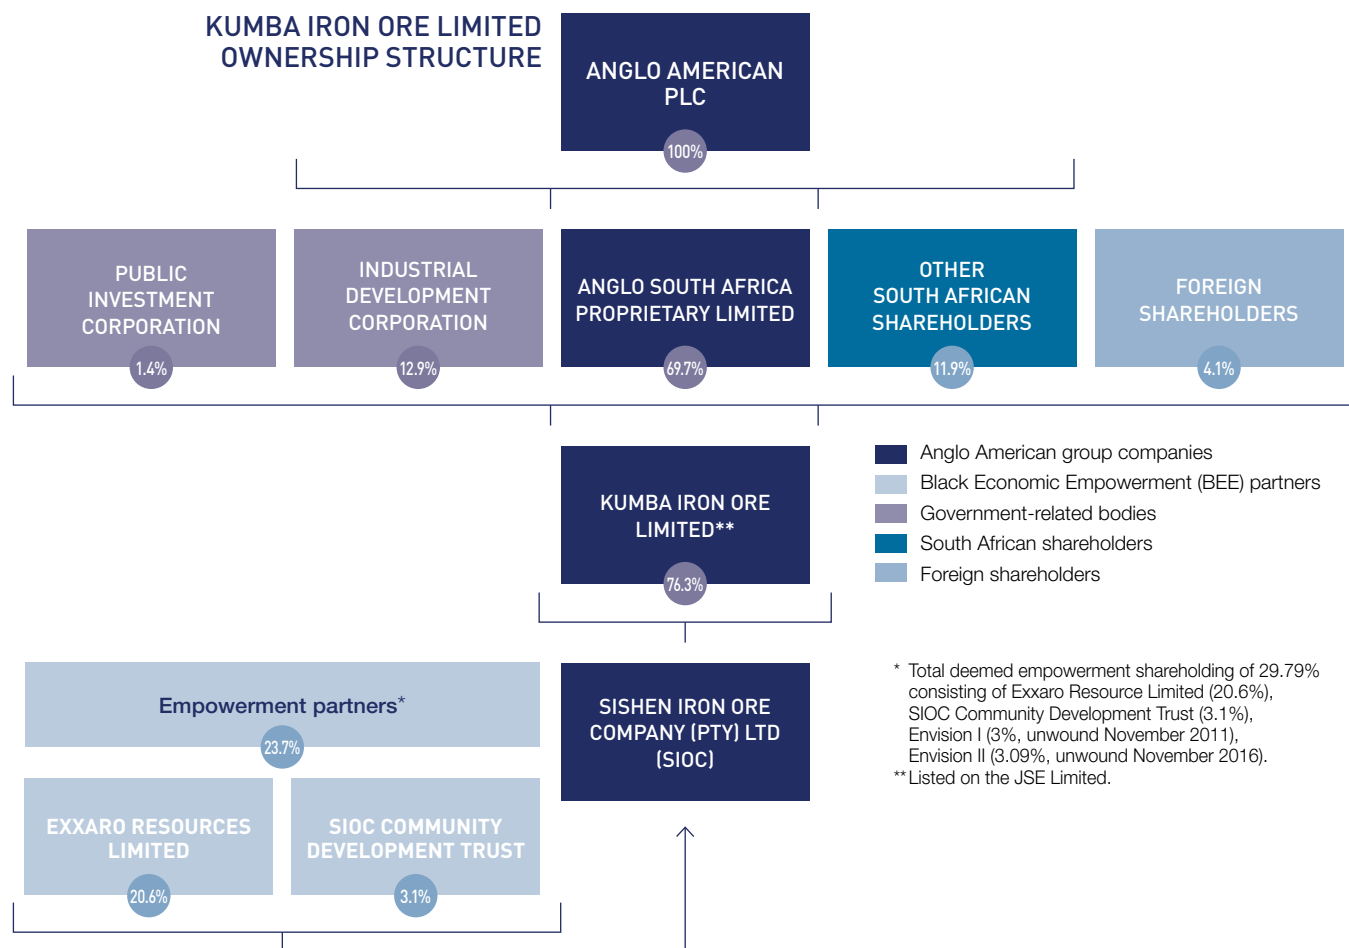 KUMBA IRON ORE LIMITED
OWNERSHIP STRUCTURE
ANGLO AMERICAN
PLC
100%
PUBLIC
INVESTMENT
CORPORATION
1.4%
INDUSTRIAL
DEVELOPMENT
CORPORATION
12.9%
ANGLO SOUTH AFRICA
PROPRIETARY LIMITED
69.7%
OTHER
SOUTH AFRICAN
SHAREHOLDERS
11.9%
FOREIGN
SHAREHOLDERS
4.1%
KUMBA IRON ORE
LIMITED**
76.3%
Anglo American group companies
Black Economic Empowerment (BEE) partners
Government-related bodies
South African shareholders
Foreign shareholders
Empowerment partners*
23.7%
SISHEN IRON ORE
COMPANY (PTY) LTD
(SIOC)
EXXARO RESOURCES
LIMITED
20.6%
SIOC COMMUNITY
DEVELOPMENT TRUST
3.1%
* Total deemed empowerment shareholding of 29.79%
consisting of Exxaro Resource Limited (20.6%),
SIOC Community Development Trust (3.1%),
Envision I (3%, unwound November 2011),
Envision II (3.09%, unwound November 2016).
** Listed on the JSE Limited.